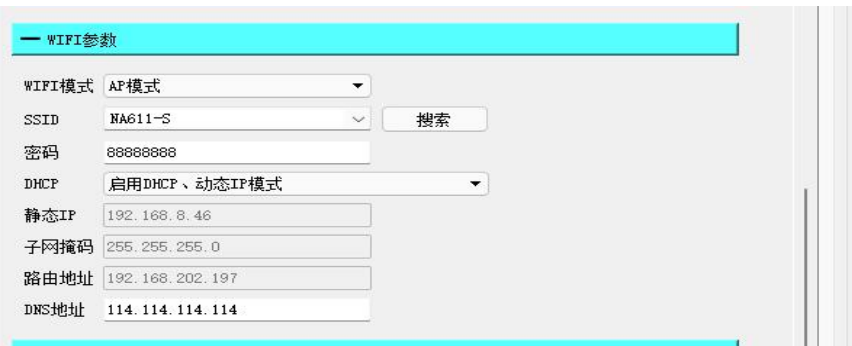 WIFI参数
WIFI模式 AP模式
SSID NA611-S 搜索
密码 88888888
DHCP 启用DHCP、动态IP模式
静态IP 192.168.8.46
子网掩码 255.255.255.0
路由地址 192.168.202.197
DNS地址 114.114.114.114